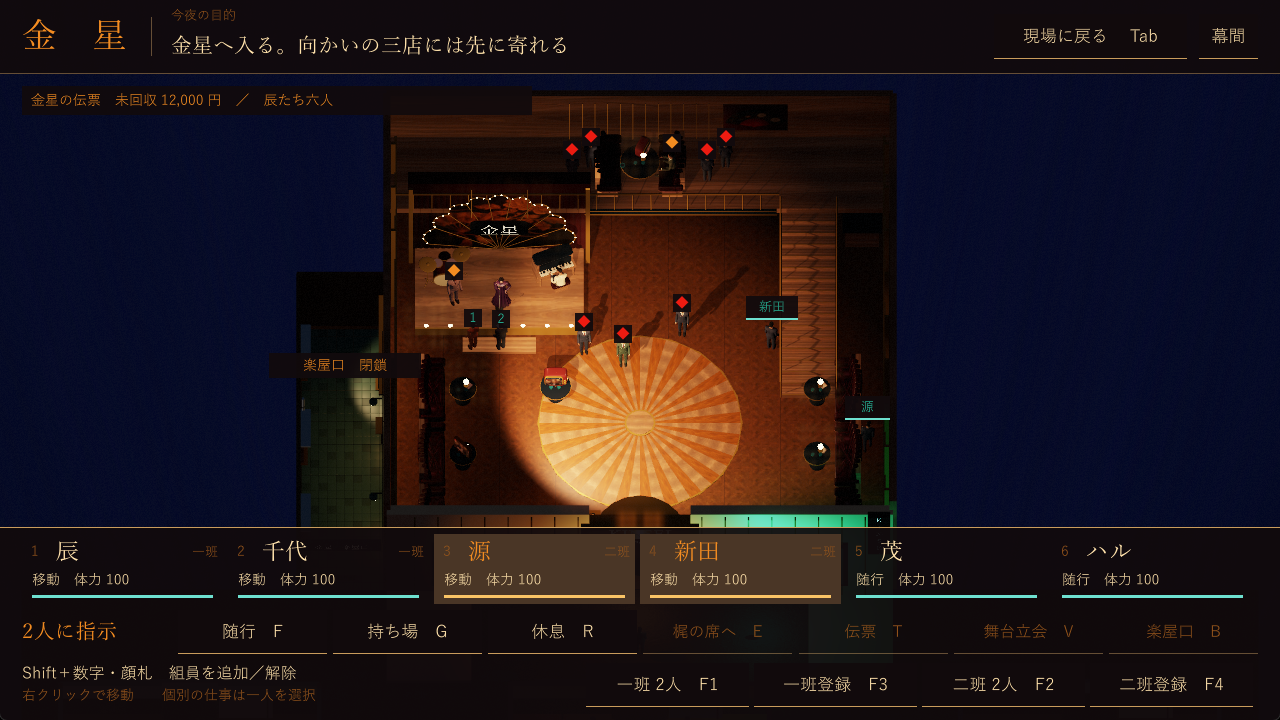 金 星
今夜の目的
金星へ入る。向かいの三店には先に寄れる
現場に戻る Tab
幕間
金星の伝票 未回収 12,000 円 ／ 辰たち六人
金星
新田
1 2
楽屋口 閉鎖
源
1 辰 一班
移動 体力 100
2 千代 一班
移動 体力 100
3 源 二班
移動 体力 100
4 新田 二班
移動 体力 100
5 茂
随行 体力 100
6 ハル
随行 体力 100
2人に指示
随行 F
持ち場 G
休息 R
梶の席へ E
伝票 T
舞台立会 V
楽屋口 B
Shift＋数字・顔札 組員を追加／解除
右クリックで移動 個別の仕事は一人を選択
一班 2人 F1
一班登録 F3
二班 2人 F2
二班登録 F4